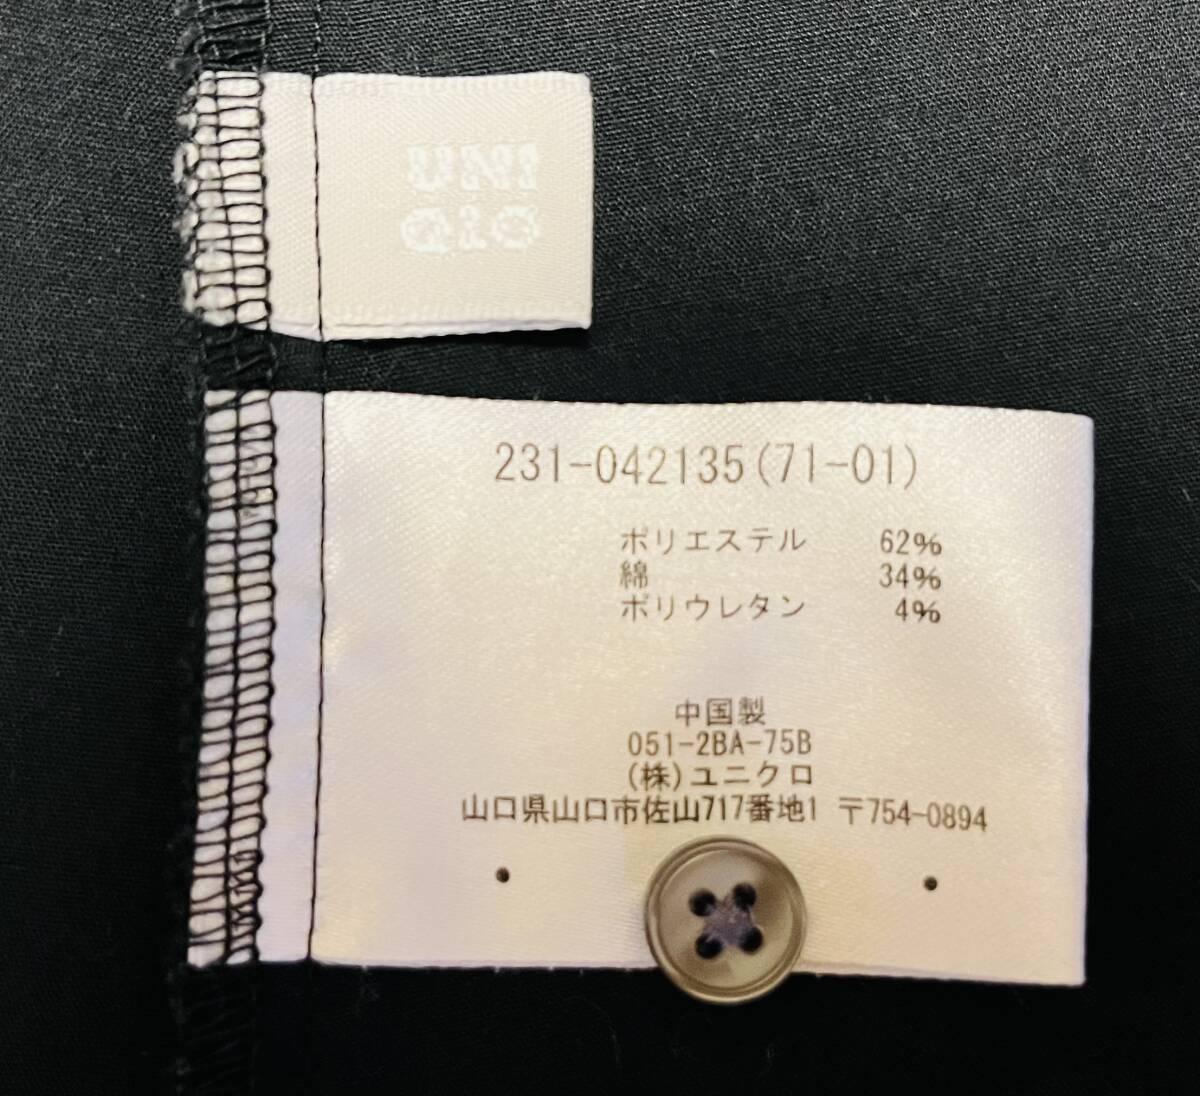 231-042135(71-01)
ポリエステル 62%
綿 34%
ポリウレタン 4%
中国製
051-2BA-75B
(株)ユニクロ
山口県山口市佐山717番地1 〒754-0894